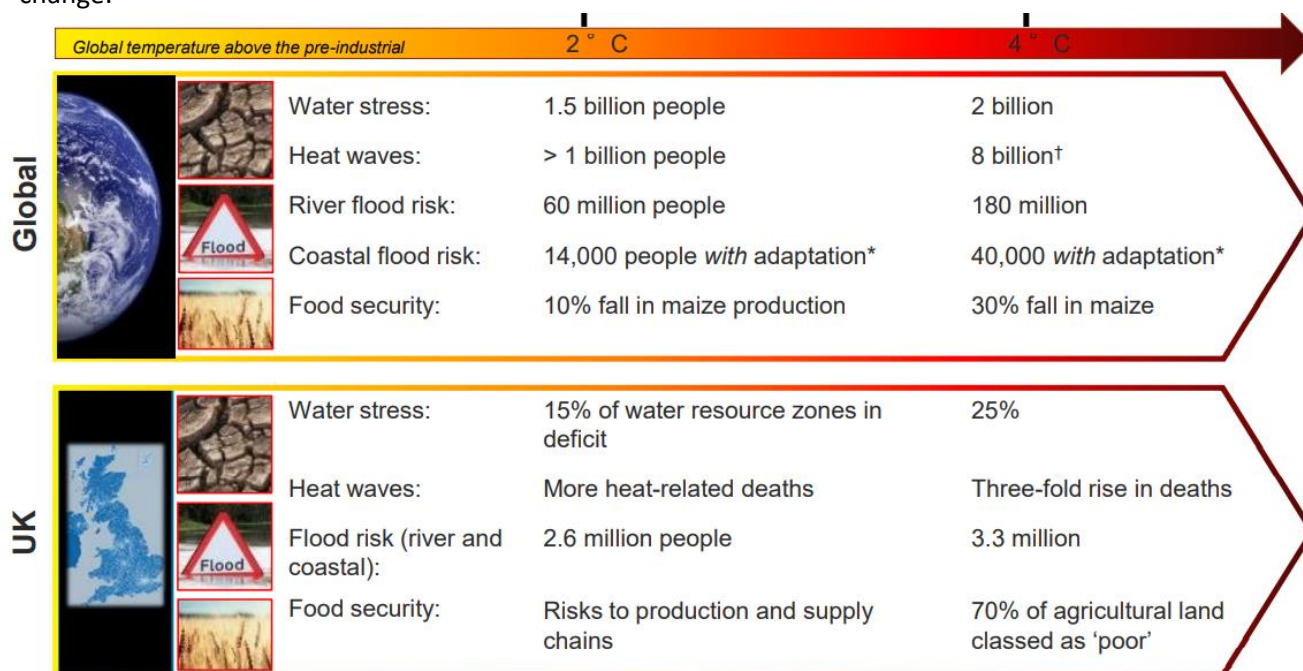 change.
Global temperature above the pre-industrial 2° C 4° C
Global
Water stress: 1.5 billion people 2 billion
Heat waves: > 1 billion people 8 billion†
River flood risk: 60 million people 180 million
Flood
Coastal flood risk: 14,000 people with adaptation* 40,000 with adaptation*
Food security: 10% fall in maize production 30% fall in maize
UK
Water stress: 15% of water resource zones in 25%
deficit
Heat waves: More heat-related deaths Three-fold rise in deaths
Flood risk (river and 2.6 million people 3.3 million
coastal):
Flood
Food security: Risks to production and supply 70% of agricultural land
chains classed as ‘poor’